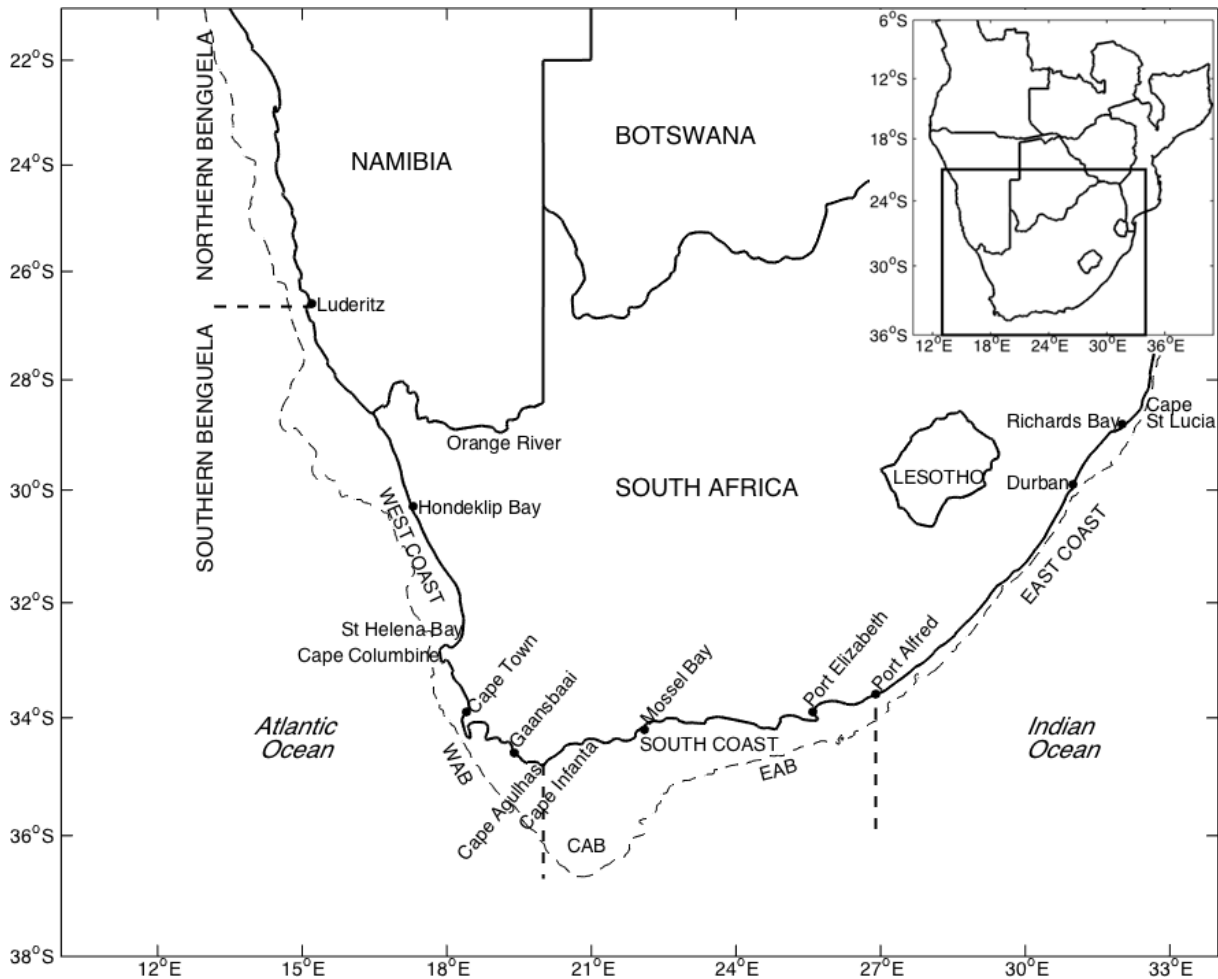 22°S
24°S
26°S
28°S
30°S
32°S
34°S
36°S
38°S
12°E
15°E
18°E
21°E
24°E
27°E
30°E
33°E
NORTHERN BENGUELA
SOUTHERN BENGUELA
NAMIBIA
BOTSWANA
Luderitz
Orange River
SOUTH AFRICA
LESOTHO
Richards Bay
Cape
St Lucia
Durban
Hondeklip Bay
WEST COAST
EAST COAST
St Helena Bay
Cape Columbine
Cape Town
Gaansbaai
Mossel Bay
Port Elizabeth
Port Alfred
Atlantic
Ocean
Indian
Ocean
SOUTH COAST
WAB
Cape Agulhas
Cape Infanta
EAB
CAB
6°S
12°S
18°S
24°S
30°S
36°S
12°E
18°E
24°E
30°E
36°E